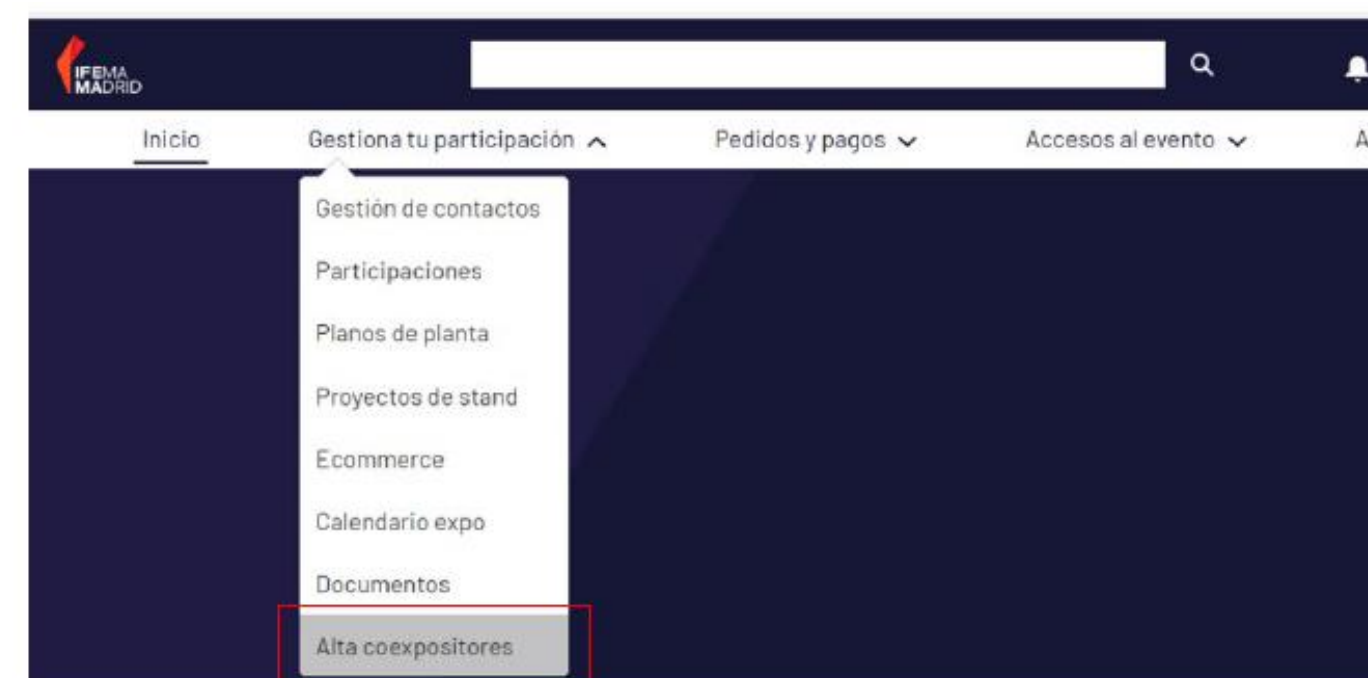 IFEMA
MADRID
Inicio
Gestiona tu participación
Pedidos y pagos
Accesos al evento
A
Gestión de contactos
Participaciones
Planos de planta
Proyectos de stand
Ecommerce
Calendario expo
Documentos
Alta coexpositores